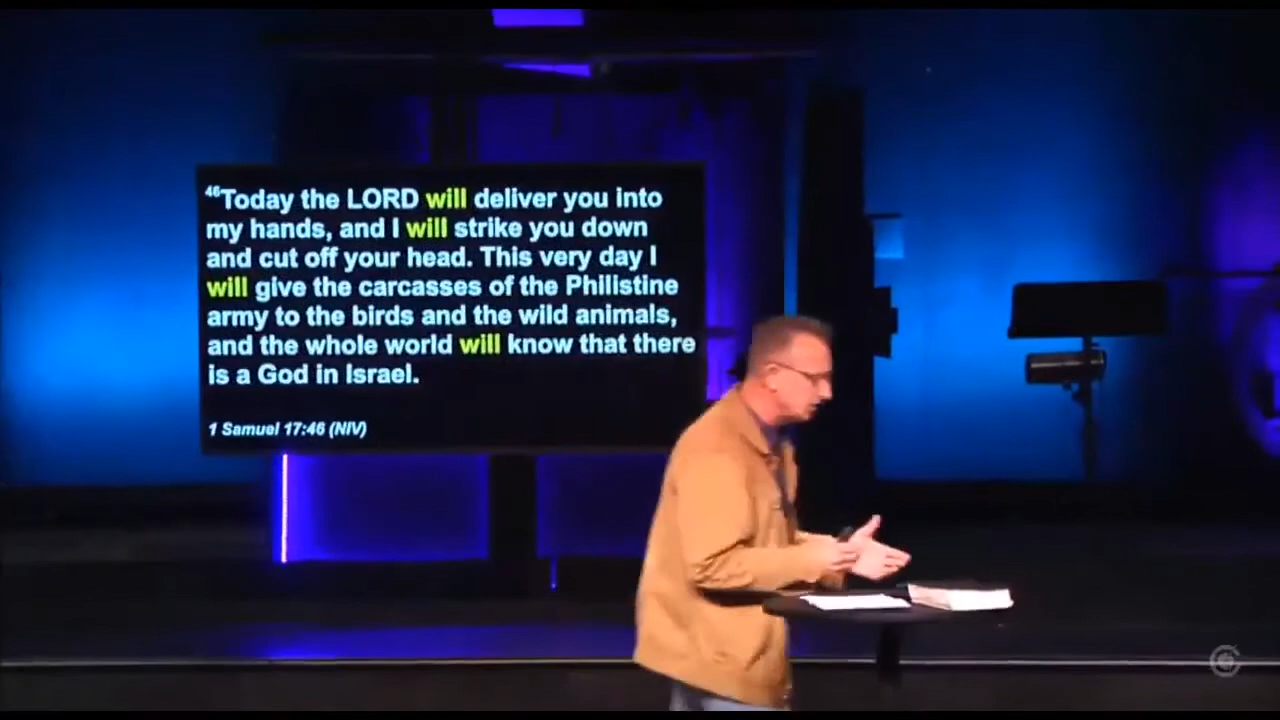 ⁴⁶Today the LORD will deliver you into
my hands, and I will strike you down
and cut off your head. This very day I
will give the carcasses of the Philistine
army to the birds and the wild animals,
and the whole world will know that there
is a God in Israel.
1 Samuel 17:46 (NIV)